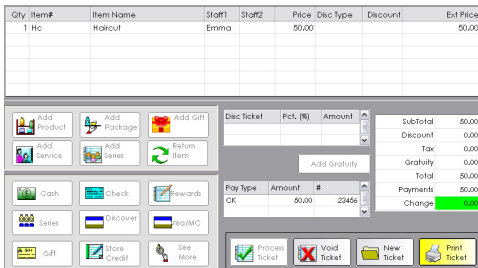 Qty Item# Item Name Staff1 Staff2 Price Disc Type Discount Ext Price
1 Hc Haircut Emma 50.00 50.00
Add Product
Add Package
Add Gift
Add Service
Add Series
Return Item
Disc Ticket Pct. (%) Amount
Add Gratuity
SubTotal 50.00
Discount 0.00
Tax 0.00
Gratuity 0.00
Total 50.00
Payments 50.00
Change 0.00
Cash
Check
Rewards
Series
Discover
Visa/MC
Gift
Store Credit
See More
Pay Type Amount #
CK 50.00 23456
Process Ticket
Void Ticket
New Ticket
Print Ticket